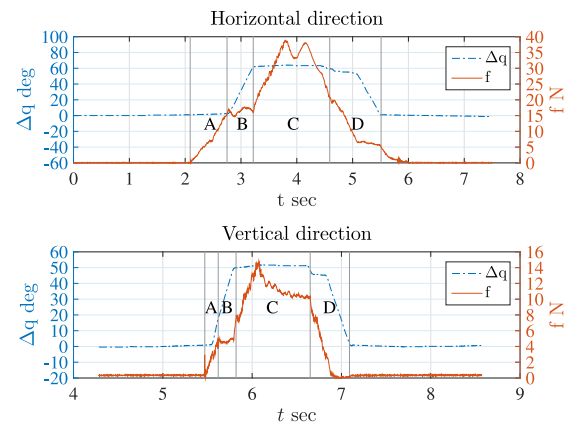 Horizontal direction
100
80
60
40
20
0
-20
-40
-60
Δq deg
40
35
30
25
20
15
10
5
0
f N
Δq
f
A B C D
0 1 2 3 4 5 6 7 8
t sec
Vertical direction
60
50
40
30
20
10
0
-10
-20
Δq deg
16
14
12
10
8
6
4
2
0
f N
Δq
f
A B C D
4 5 6 7 8 9
t sec